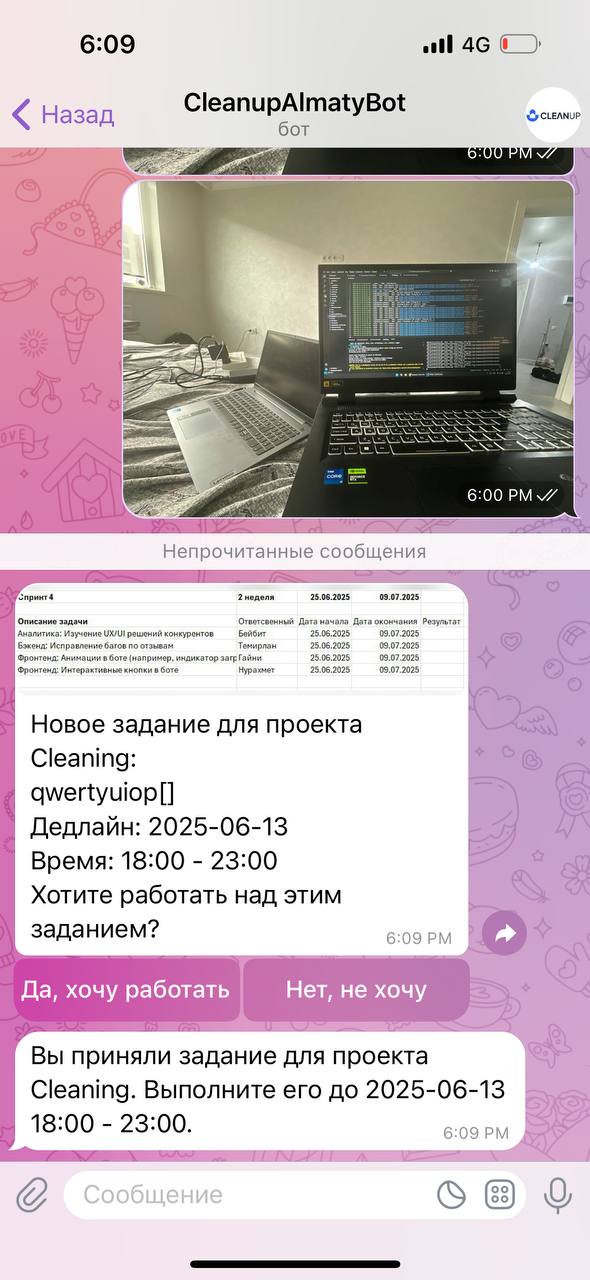 6:09
4G
Назад
CleanupAlmatyBot
бот
CLEANUP
6:00 PM
6:00 PM
Непрочитанные сообщения
Спринт 4 2 неделя 25.06.2025 09.07.2025
Описание задачи Ответсвенный Дата начала Дата окончания Результат
Аналитика: Изучение UX/UI решений конкурентов Бейбит 25.06.2025 09.07.2025
Бэкенд: Исправление багов по отзывам Темирлан 25.06.2025 09.07.2025
Фронтенд: Анимации в боте (например, индикатор загр Гайни 25.06.2025 09.07.2025
Фронтенд: Интерактивные кнопки в боте Нурахмет 25.06.2025 09.07.2025
Новое задание для проекта
Cleaning:
qwertyuiop[]
Дедлайн: 2025-06-13
Время: 18:00 - 23:00
Хотите работать над этим
заданием?
6:09 PM
Да, хочу работать
Нет, не хочу
Вы приняли задание для проекта
Cleaning. Выполните его до 2025-06-13
18:00 - 23:00.
6:09 PM
Сообщение